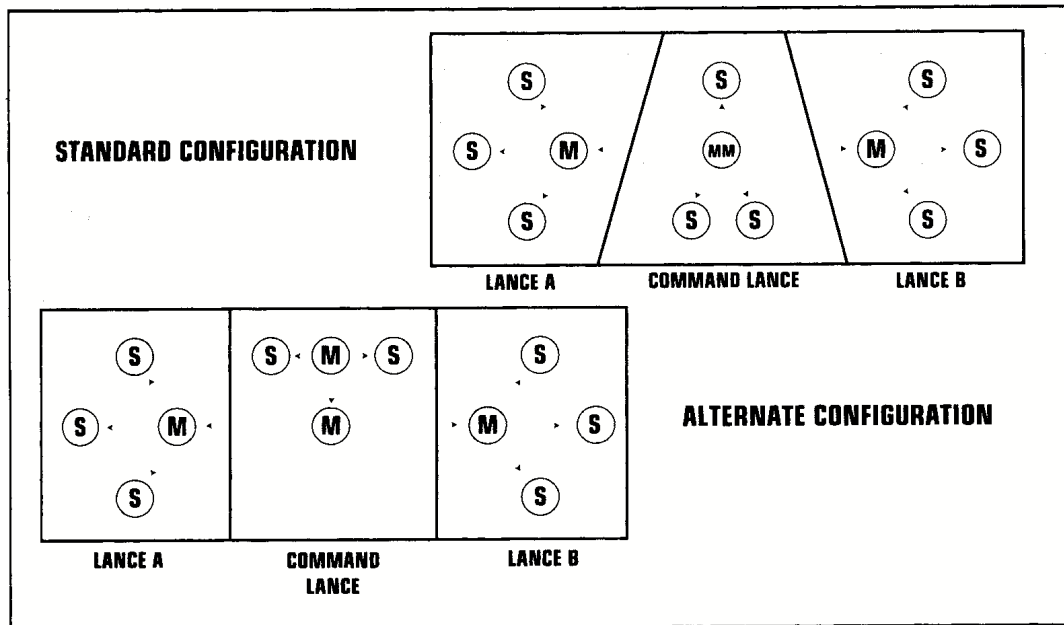 S S S
STANDARD CONFIGURATION
S M MM M S
S S S S
LANCE A COMMAND LANCE LANCE B
S S M S S
S M M M S
ALTERNATE CONFIGURATION
S S
LANCE A COMMAND LANCE LANCE B